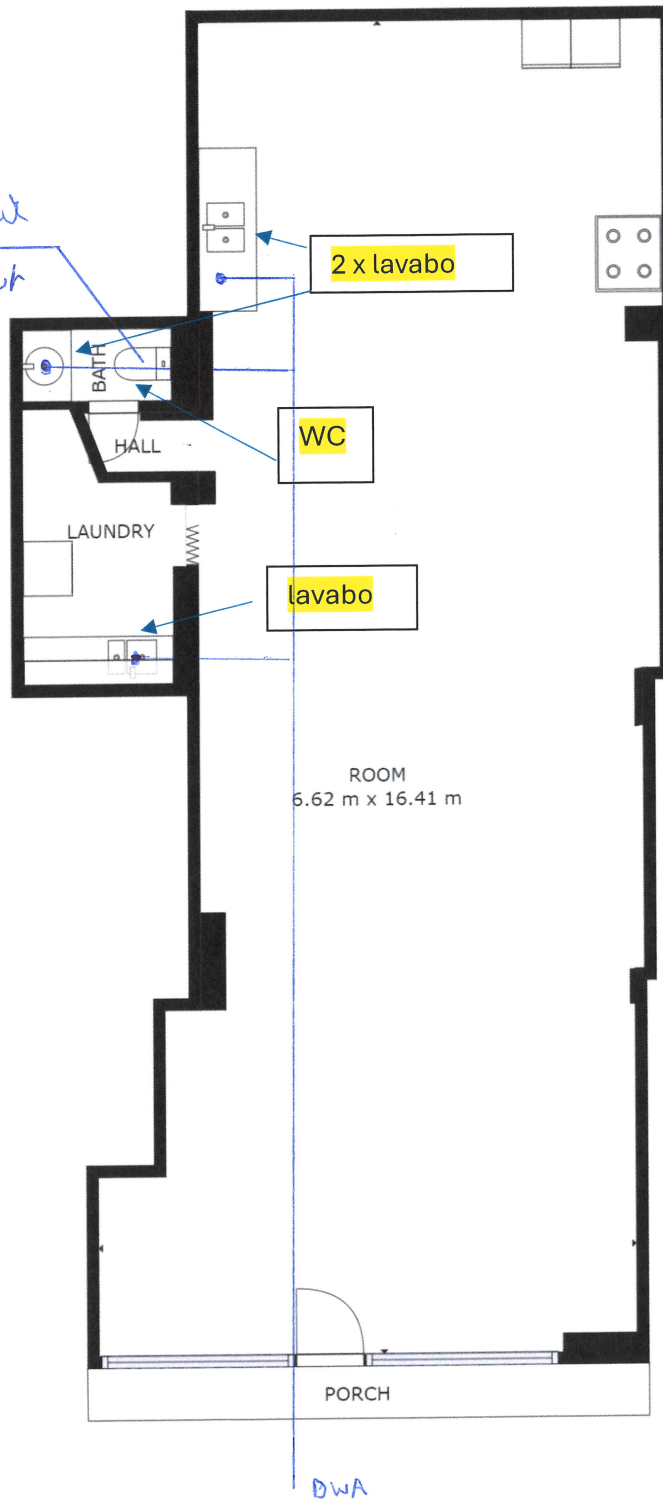 2 x lavabo
BATH
WC
HALL
LAUNDRY
lavabo
ROOM
6.62 m x 16.41 m
PORCH
DWA